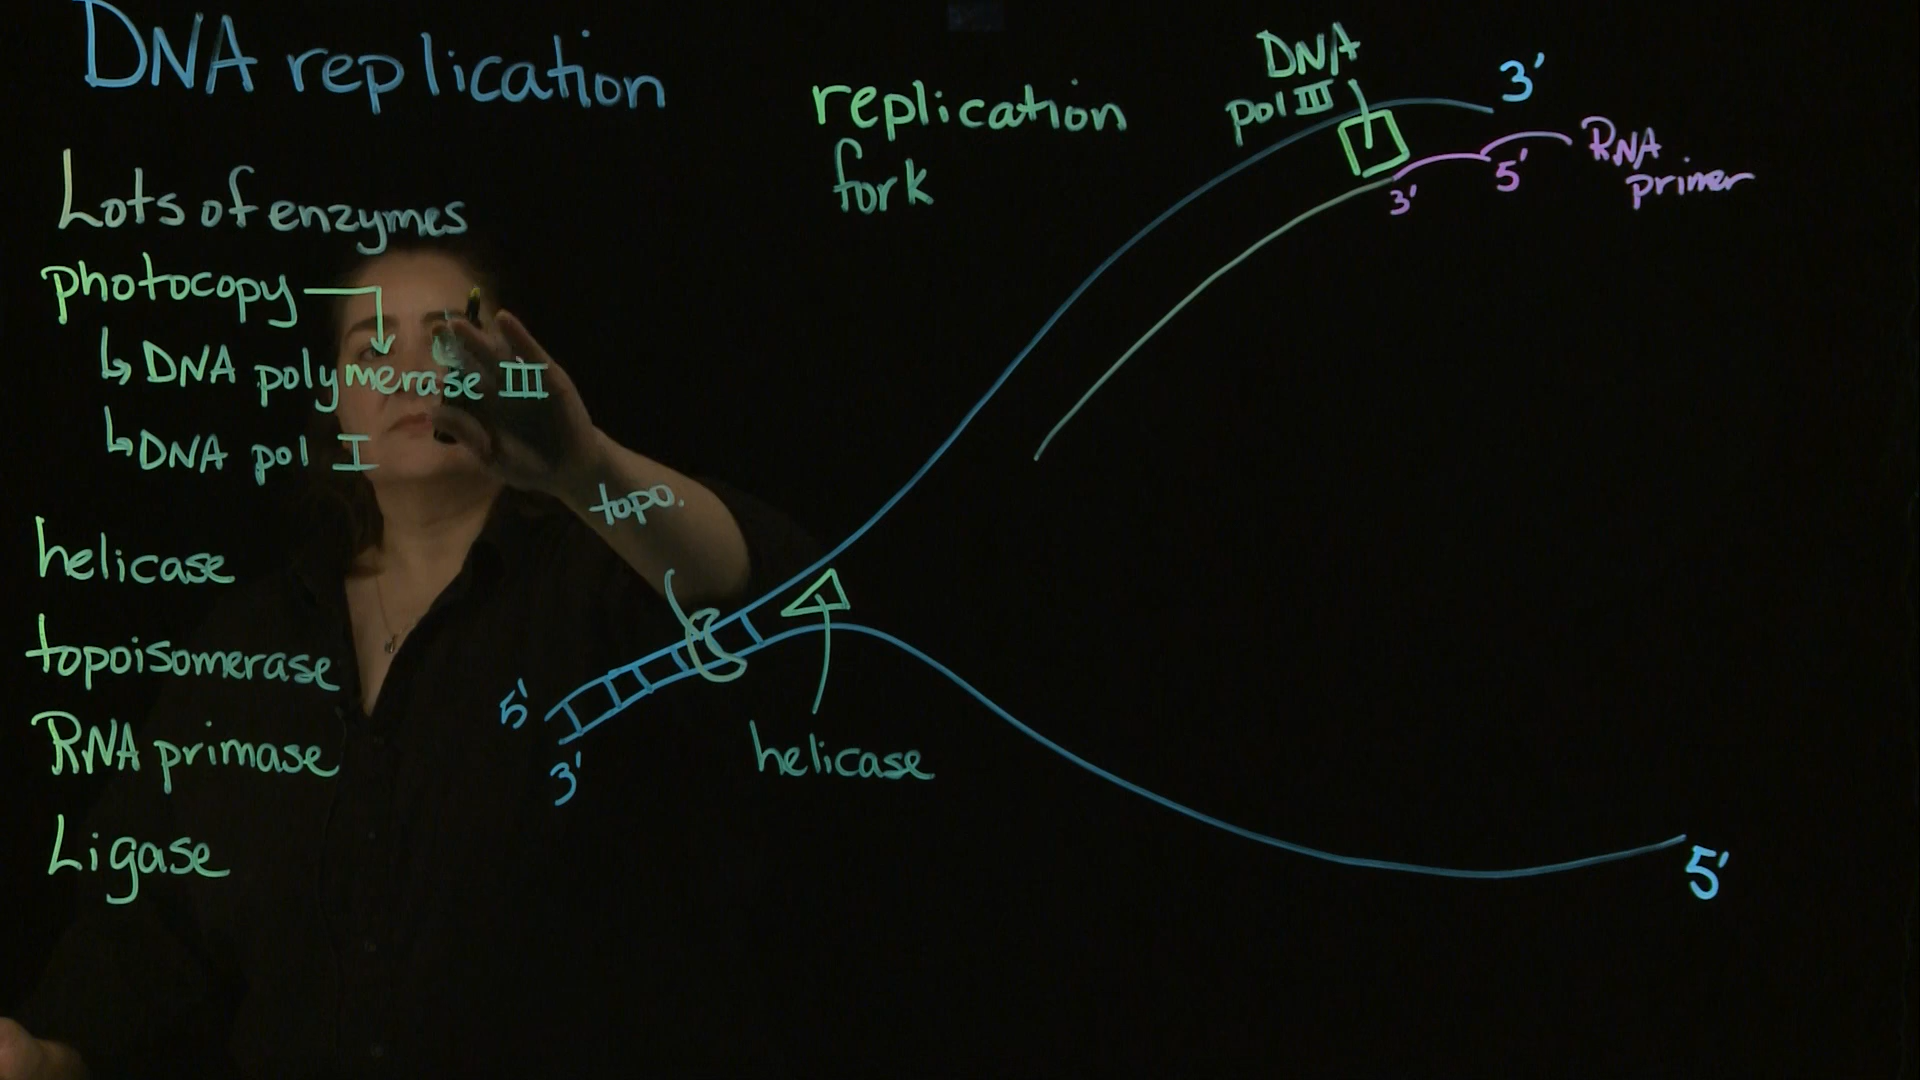 DNA replication
Lots of enzymes
photocopy
↳ DNA polymerase III
↳ DNA pol I
helicase
topoisomerase
RNA primase
Ligase
replication
fork
DNA
pol III
3'
RNA
primer
5'
3'
topo.
5'
3'
helicase
5'